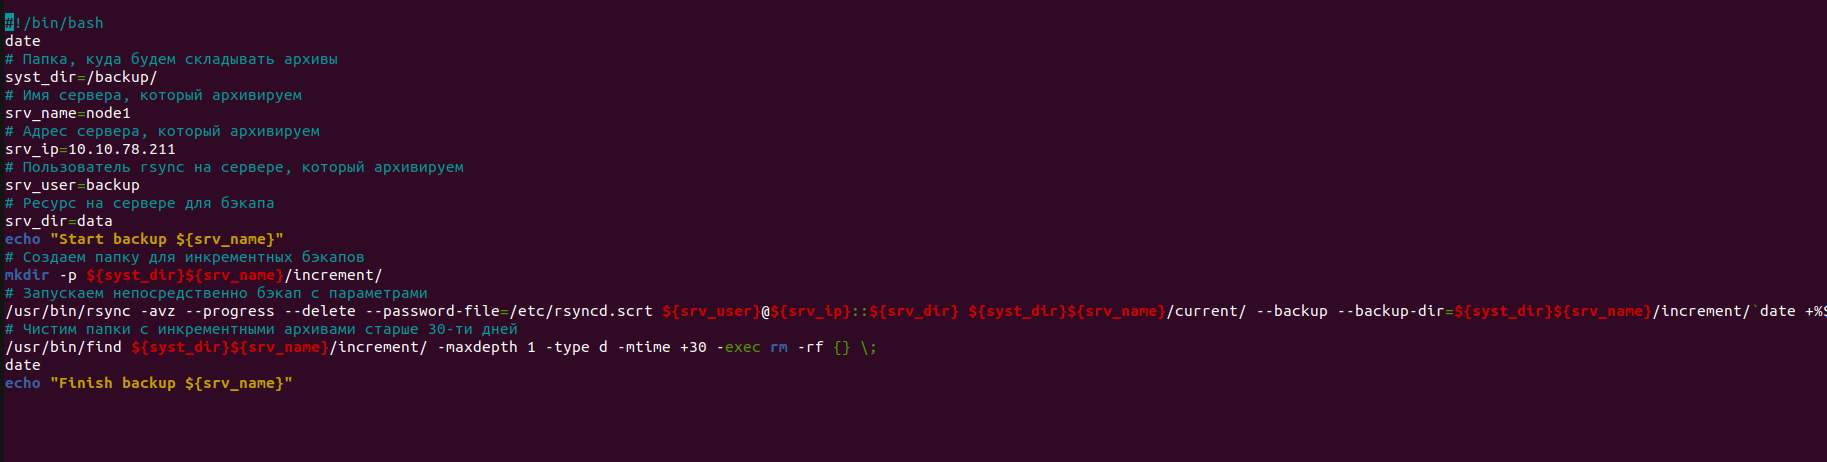 #!/bin/bash
date
# Папка, куда будем складывать архивы
syst_dir=/backup/
# Имя сервера, который архивируем
srv_name=node1
# Адрес сервера, который архивируем
srv_ip=10.10.78.211
# Пользователь rsync на сервере, который архивируем
srv_user=backup
# Ресурс на сервере для бэкапа
srv_dir=data
echo "Start backup ${srv_name}"
# Создаем папку для инкрементных бэкапов
mkdir -p ${syst_dir}${srv_name}/increment/
# Запускаем непосредственно бэкап с параметрами
/usr/bin/rsync -avz --progress --delete --password-file=/etc/rsyncd.scrt ${srv_user}@${srv_ip}::${srv_dir} ${syst_dir}${srv_name}/current/ --backup --backup-dir=${syst_dir}${srv_name}/increment/`date +%
# Чистим папки с инкрементными архивами старше 30-ти дней
/usr/bin/find ${syst_dir}${srv_name}/increment/ -maxdepth 1 -type d -mtime +30 -exec rm -rf {} \;
date
echo "Finish backup ${srv_name}"